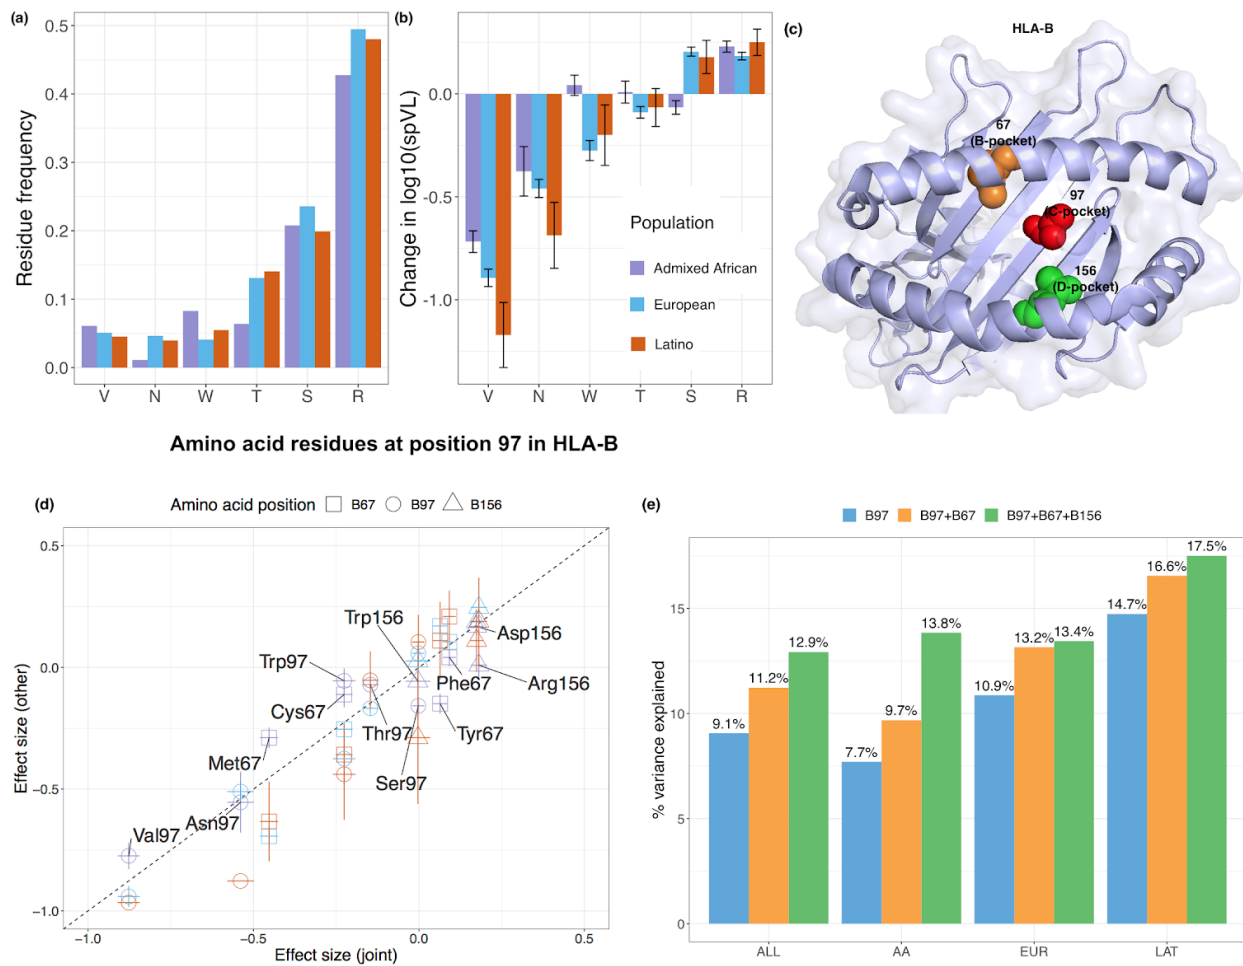 (a)
Residue frequency
0.5
0.4
0.3
0.2
0.1
0.0
V N W T S R
(b)
Change in log10(spVL)
0.0
-0.5
-1.0
Population
Admixed African
European
Latino
V N W T S R
Amino acid residues at position 97 in HLA-B
(c)
HLA-B
67
(B-pocket)
97
(C-pocket)
156
(D-pocket)
(d)
Amino acid position B67 B97 B156
Effect size (other)
0.5
0.0
-0.5
-1.0
Trp156
Asp156
Trp97
Cys67
Phe67
Arg156
Thr97
Tyr67
Met67
Ser97
Asn97
Val97
-1.0 -0.5 0.0 0.5
Effect size (joint)
(e)
B97 B97+B67 B97+B67+B156
% variance explained
15
10
5
0
9.1% 11.2% 12.9%
7.7% 9.7% 13.8%
10.9% 13.2% 13.4%
14.7% 16.6% 17.5%
ALL AA EUR LAT